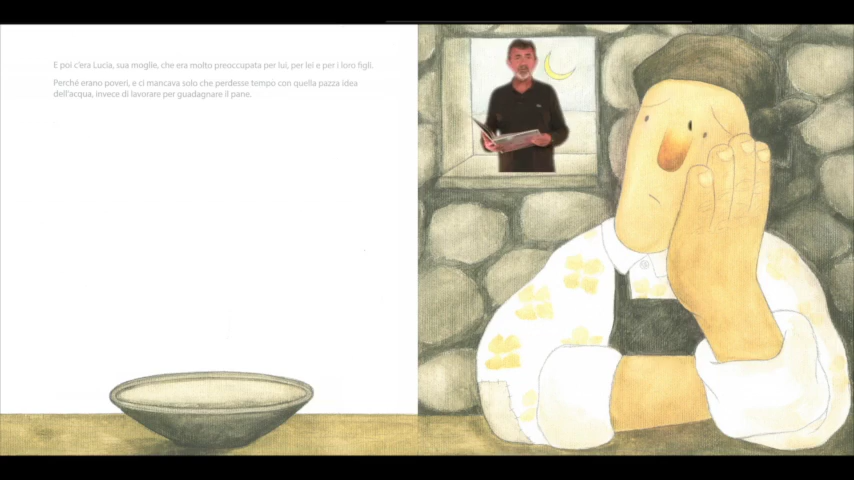 E poi c'era Lucia, sua moglie, che era molto preoccupata per lui, per lei e per i loro figli.
Perché erano poveri, e ci mancava solo che perdesse tempo con quella pazza idea
dell'acqua, invece di lavorare per guadagnare il pane.